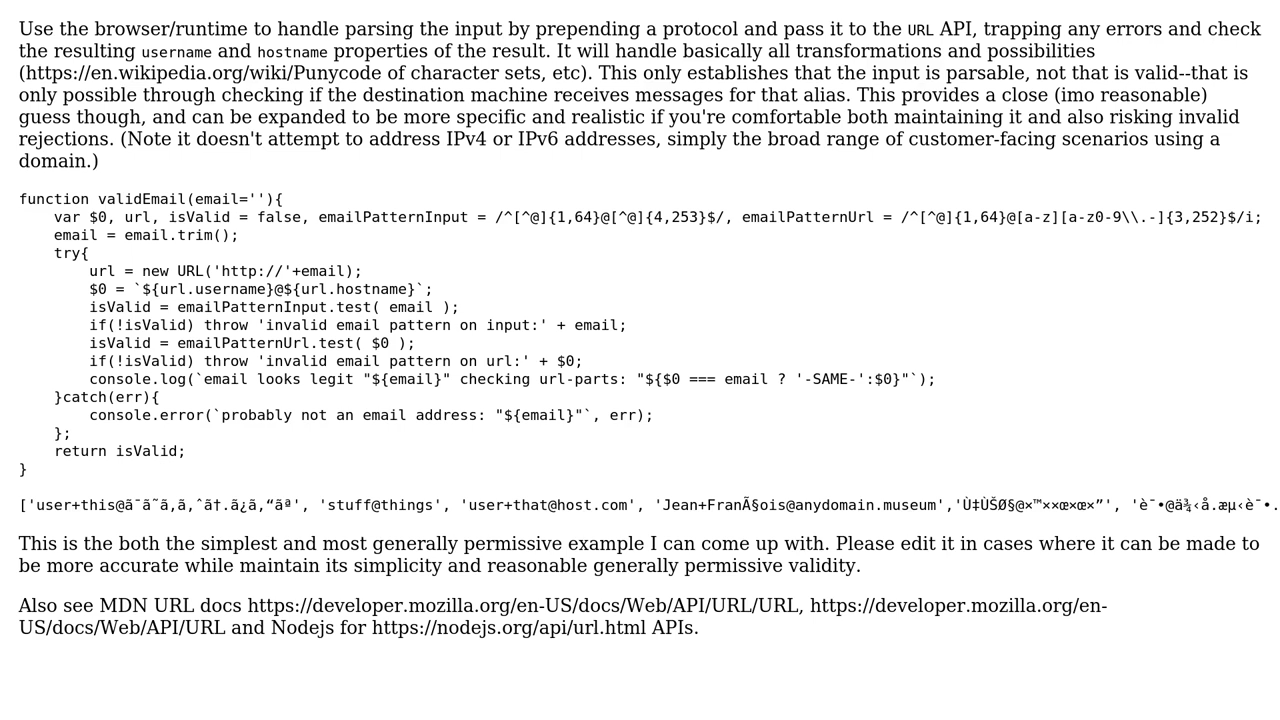 Use the browser/runtime to handle parsing the input by prepending a protocol and pass it to the URL API, trapping any errors and check
the resulting username and hostname properties of the result. It will handle basically all transformations and possibilities
(https://en.wikipedia.org/wiki/Punycode of character sets, etc). This only establishes that the input is parsable, not that is valid--that is
only possible through checking if the destination machine receives messages for that alias. This provides a close (imo reasonable)
guess though, and can be expanded to be more specific and realistic if you're comfortable both maintaining it and also risking invalid
rejections. (Note it doesn't attempt to address IPv4 or IPv6 addresses, simply the broad range of customer-facing scenarios using a
domain.)
function validEmail(email=''){
    var $0, url, isValid = false, emailPatternInput = /^[^@]{1,64}@[^@]{4,253}$/, emailPatternUrl = /^[^@]{1,64}@[a-z][a-z0-9\\.-]{3,252}$/i;
    email = email.trim();
    try{
        url = new URL('http://'+email);
        $0 = `${url.username}@${url.hostname}`;
        isValid = emailPatternInput.test( email );
        if(!isValid) throw 'invalid email pattern on input:' + email;
        isValid = emailPatternUrl.test( $0 );
        if(!isValid) throw 'invalid email pattern on url:' + $0;
        console.log(`email looks legit "${email}" checking url-parts: "${$0 === email ? '-SAME-':$0}"`);
    }catch(err){
        console.error(`probably not an email address: "${email}"`, err);
    };
    return isValid;
}
'stuff@things', 'user+that@host.com', 'Jean+FranÃ§ois@anydomain.museum',
This is the both the simplest and most generally permissive example I can come up with. Please edit it in cases where it can be made to
be more accurate while maintain its simplicity and reasonable generally permissive validity.
Also see MDN URL docs https://developer.mozilla.org/en-US/docs/Web/API/URL/URL, https://developer.mozilla.org/en-
US/docs/Web/API/URL and Nodejs for https://nodejs.org/api/url.html APIs.